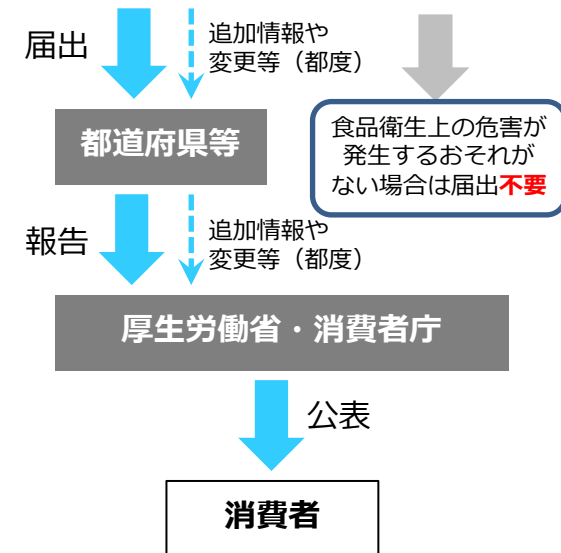 届出
追加情報や
変更等（都度）
都道府県等
食品衛生上の危害が
発生するおそれが
ない場合は届出不要
報告
追加情報や
変更等（都度）
厚生労働省・消費者庁
公表
消費者